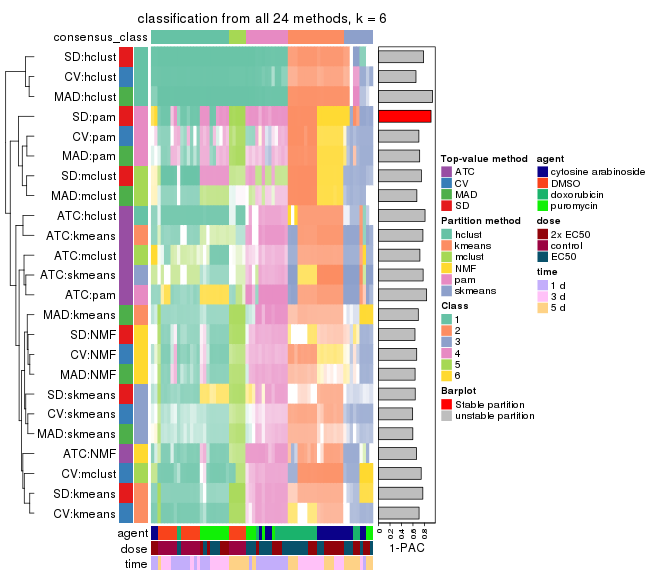 classification from all 24 methods, k = 6
consensus_class
SD:hclust
CV:hclust
MAD:hclust
SD:pam
CV:pam
MAD:pam
SD:mclust
MAD:mclust
ATC:hclust
ATC:kmeans
ATC:mclust
ATC:skmeans
ATC:pam
MAD:kmeans
SD:NMF
CV:NMF
MAD:NMF
SD:skmeans
CV:skmeans
MAD:skmeans
ATC:NMF
CV:mclust
SD:kmeans
CV:kmeans
agent
dose
time
0 0.2 0.4 0.6 0.8
1-PAC
Top-value method
ATC
CV
MAD
SD
Partition method
hclust
kmeans
mclust
NMF
pam
skmeans
Class
1
2
3
4
5
6
Barplot
Stable partition
unstable partition
agent
cytosine arabinoside
DMSO
doxorubicin
puromycin
dose
2x EC50
control
EC50
time
1 d
3 d
5 d